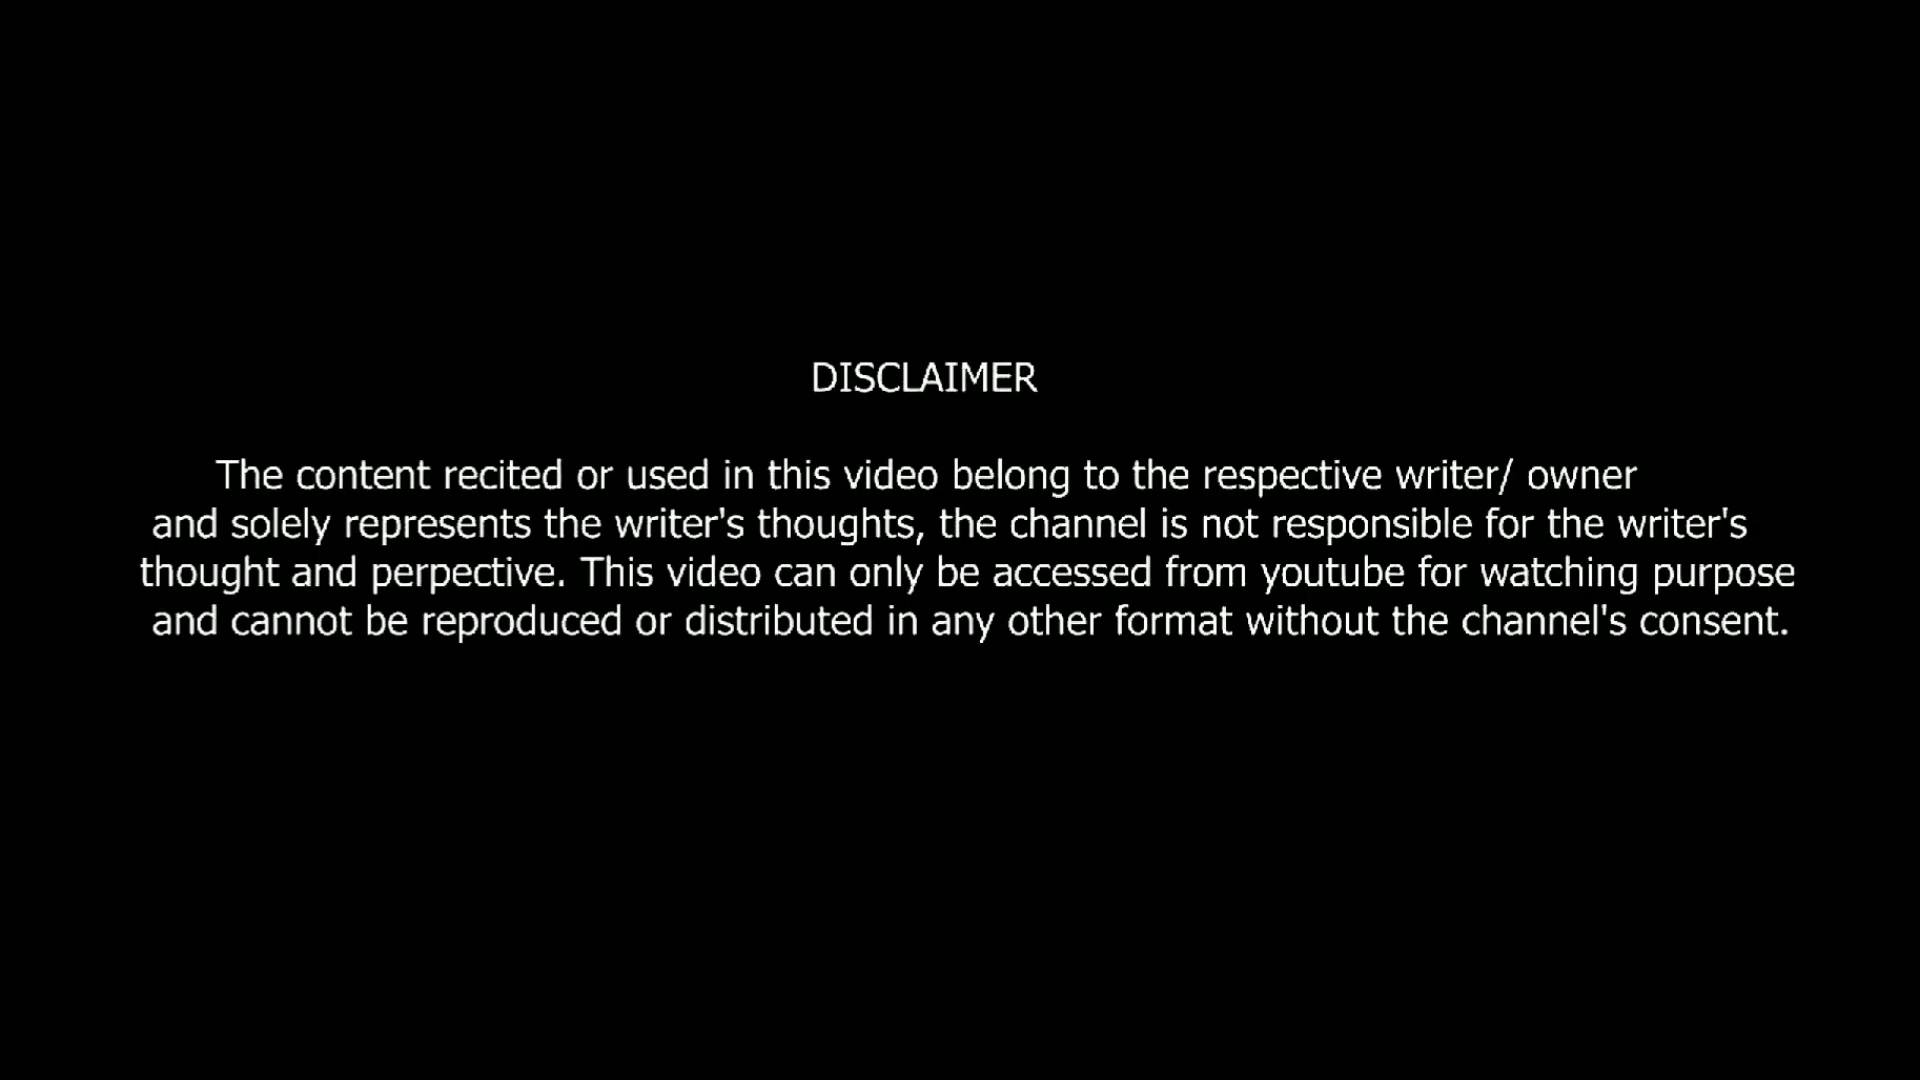 DISCLAIMER
The content recited or used in this video belong to the respective writer/ owner
and solely represents the writer's thoughts, the channel is not responsible for the writer's
thought and perpective. This video can only be accessed from youtube for watching purpose
and cannot be reproduced or distributed in any other format without the channel's consent.